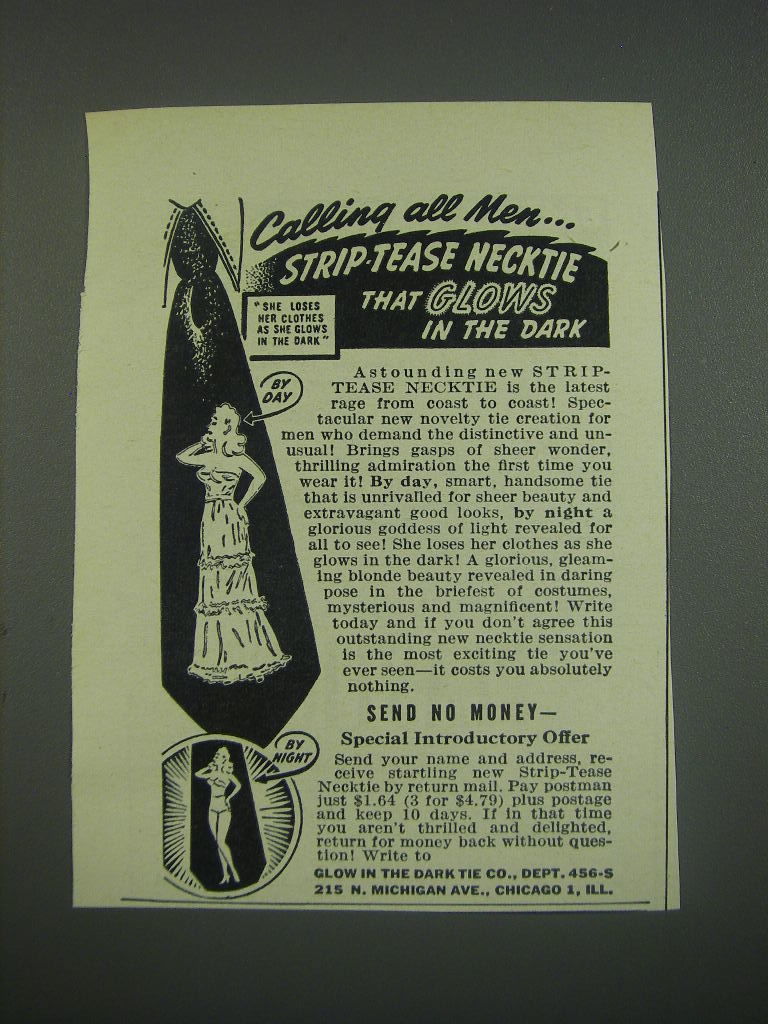 Calling all Men...
STRIP-TEASE NECKTIE
THAT GLOWS
IN THE DARK
"SHE LOSES
HER CLOTHES
AS SHE GLOWS
IN THE DARK"
BY
DAY
Astounding new STRIP-
TEASE NECKTIE is the latest
rage from coast to coast! Spec-
tacular new novelty tie creation for
men who demand the distinctive and un-
usual! Brings gasps of sheer wonder,
thrilling admiration the first time you
wear it! By day, smart, handsome tie
that is unrivalled for sheer beauty and
extravagant good looks, by night a
glorious goddess of light revealed for
all to see! She loses her clothes as she
glows in the dark! A glorious, gleam-
ing blonde beauty revealed in daring
pose in the briefest of costumes,
mysterious and magnificent! Write
today and if you don't agree this
outstanding new necktie sensation
is the most exciting tie you've
ever seen—it costs you absolutely
nothing.
SEND NO MONEY—
Special Introductory Offer
BY
NIGHT
Send your name and address, re-
ceive startling new Strip-Tease
Necktie by return mail. Pay postman
just $1.64 (3 for $4.79) plus postage
and keep 10 days. If in that time
you aren't thrilled and delighted,
return for money back without ques-
tion! Write to
GLOW IN THE DARK TIE CO., DEPT. 456-S
215 N. MICHIGAN AVE., CHICAGO 1, ILL.